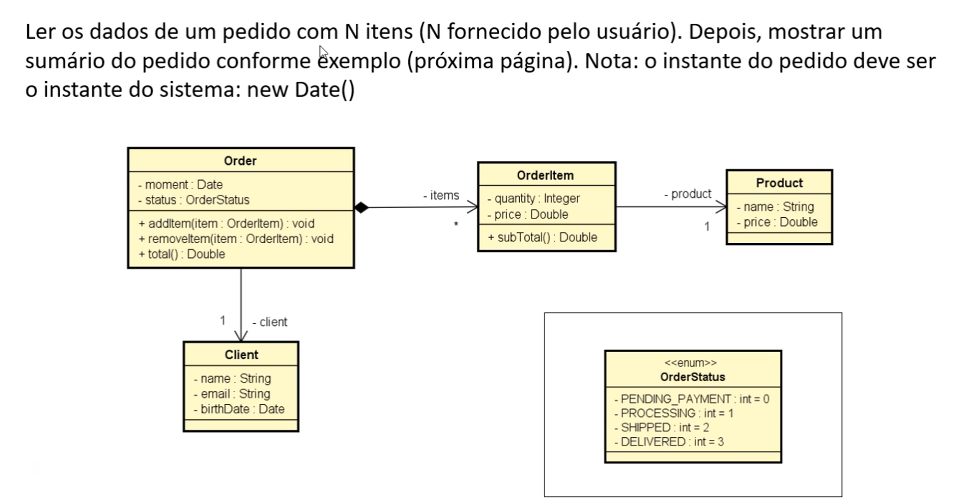 Ler os dados de um pedido com N itens (N fornecido pelo usuário). Depois, mostrar um
sumário do pedido conforme exemplo (próxima página). Nota: o instante do pedido deve ser
o instante do sistema: new Date()
Order
- moment : Date
- status : OrderStatus
+ addItem(item : OrderItem) : void
+ removeItem(item : OrderItem) : void
+ total() : Double
- items
*
OrderItem
- quantity : Integer
- price : Double
+ subTotal() : Double
- product
1
Product
- name : String
- price : Double
1
- client
Client
- name : String
- email : String
- birthDate : Date
<<enum>>
OrderStatus
- PENDING_PAYMENT : int = 0
- PROCESSING : int = 1
- SHIPPED : int = 2
- DELIVERED : int = 3